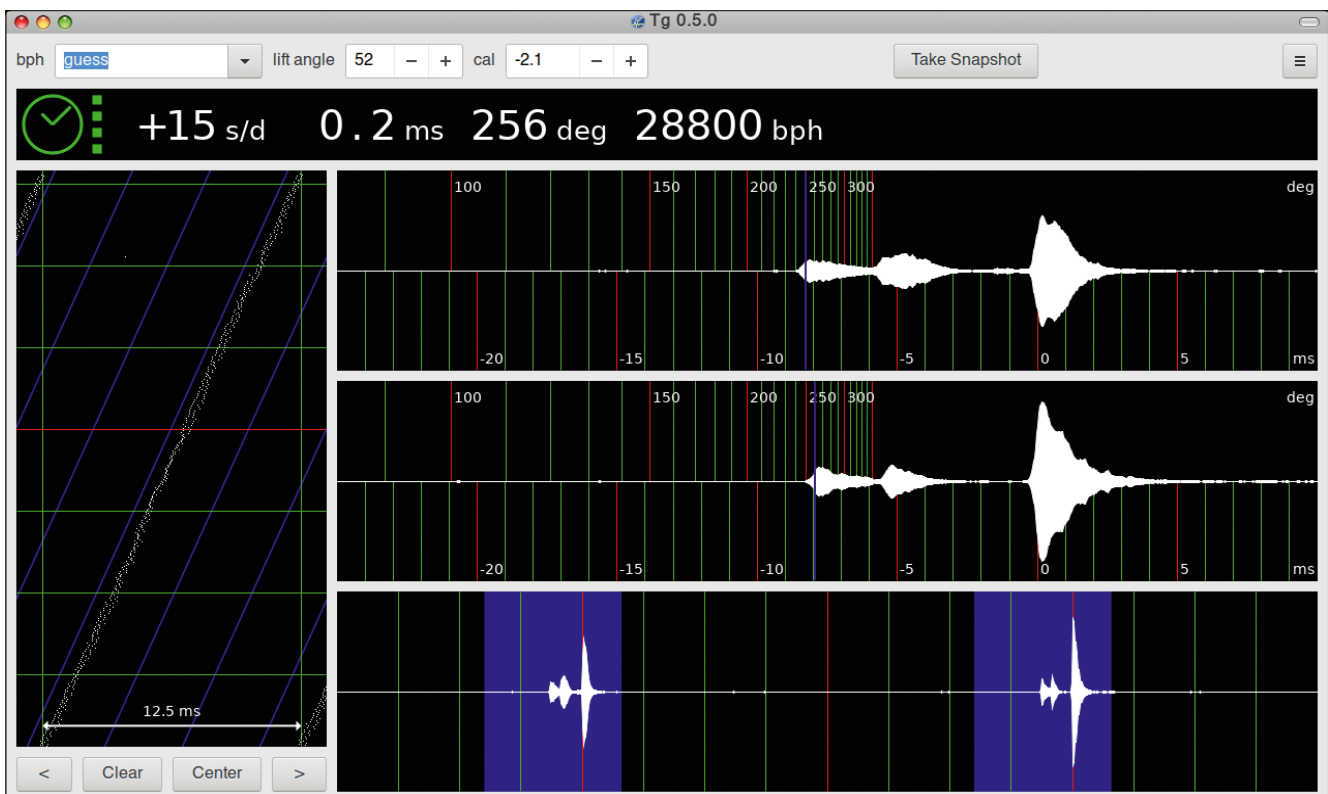 Tg 0.5.0
bph guess lift angle 52 − + cal -2.1 − + Take Snapshot ≡
+15 s/d 0.2 ms 256 deg 28800 bph
100 150 200 250 300 deg
-20 -15 -10 -5 0 5 ms
100 150 200 250 300 deg
-20 -15 -10 -5 0 5 ms
12.5 ms
< Clear Center >